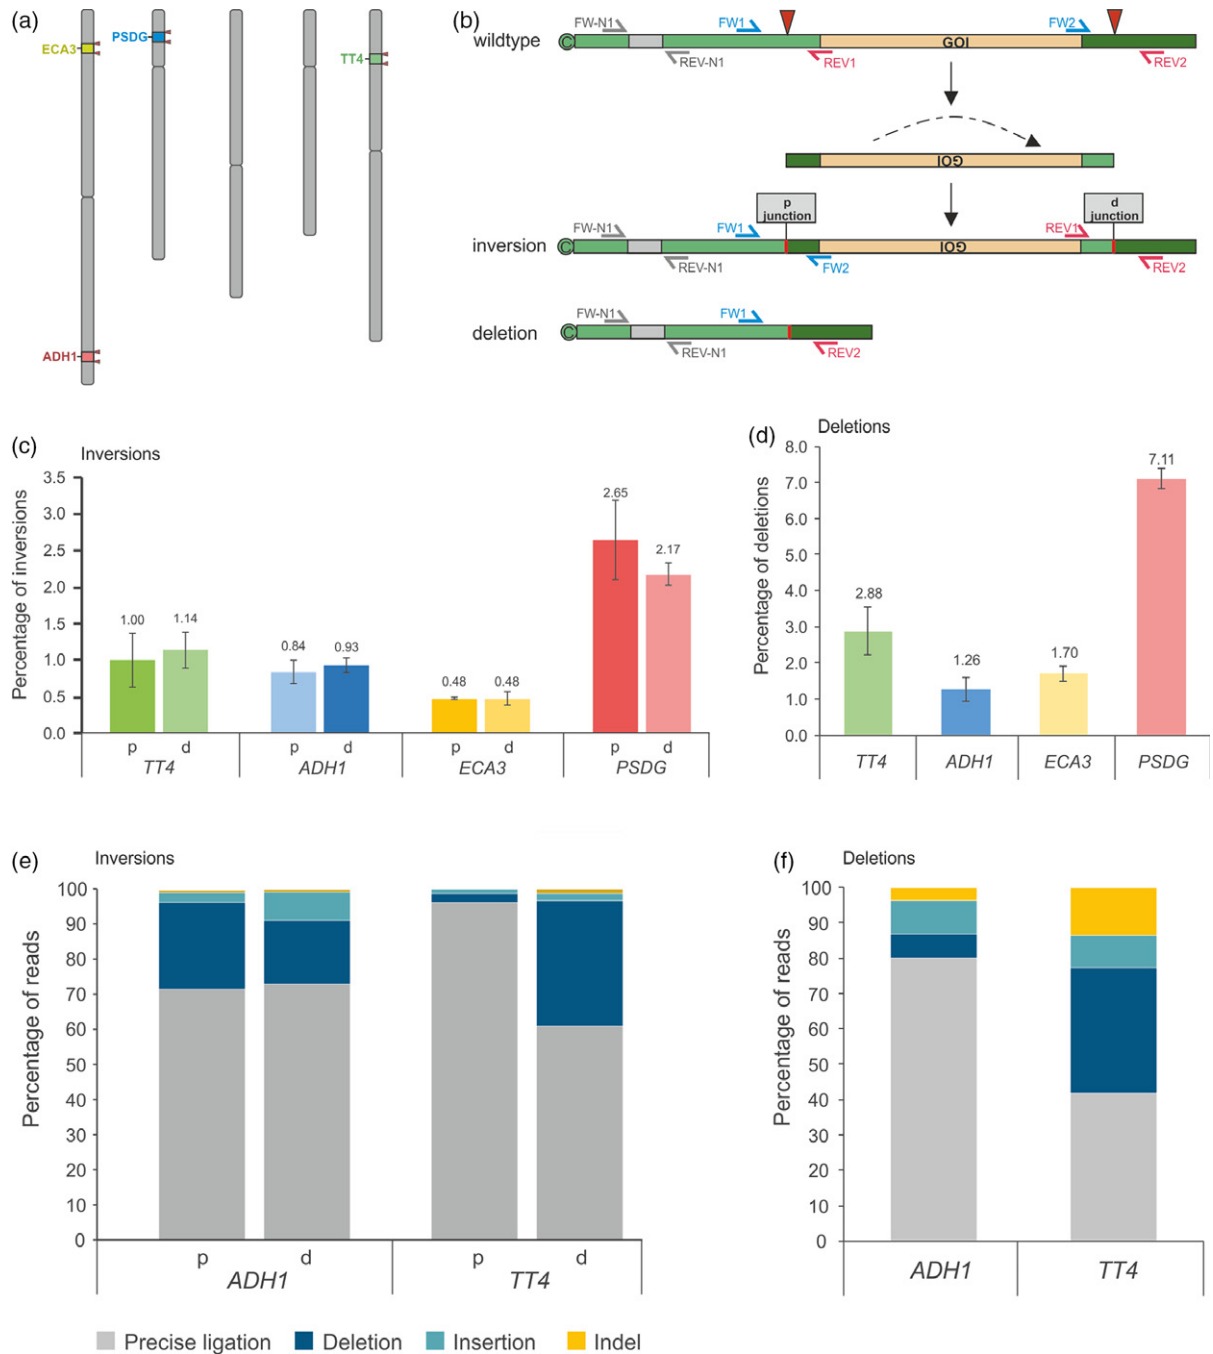 (a)
ECA3
PSDG
TT4
ADH1
(b)
FW-N1
FW1
FW2
wildtype
C
GOI
REV-N1
REV1
REV2
GOI
p
junction
d
junction
FW-N1
FW1
REV1
inversion
C
GOI
REV-N1
FW2
REV2
FW-N1
FW1
deletion
C
REV-N1
REV2
(c)
Inversions
Percentage of inversions
3.5
3.0
2.5
2.0
1.5
1.0
0.5
0.0
1.00
1.14
0.84
0.93
0.48
0.48
2.65
2.17
p d p d p d p d
TT4 ADH1 ECA3 PSDG
(d)
Deletions
Percentage of deletions
8.0
7.0
6.0
5.0
4.0
3.0
2.0
1.0
0.0
2.88
1.26
1.70
7.11
TT4 ADH1 ECA3 PSDG
(e)
Inversions
Percentage of reads
100
90
80
70
60
50
40
30
20
10
0
p d p d
ADH1 TT4
(f)
Deletions
Percentage of reads
100
90
80
70
60
50
40
30
20
10
0
ADH1 TT4
Precise ligation Deletion Insertion Indel